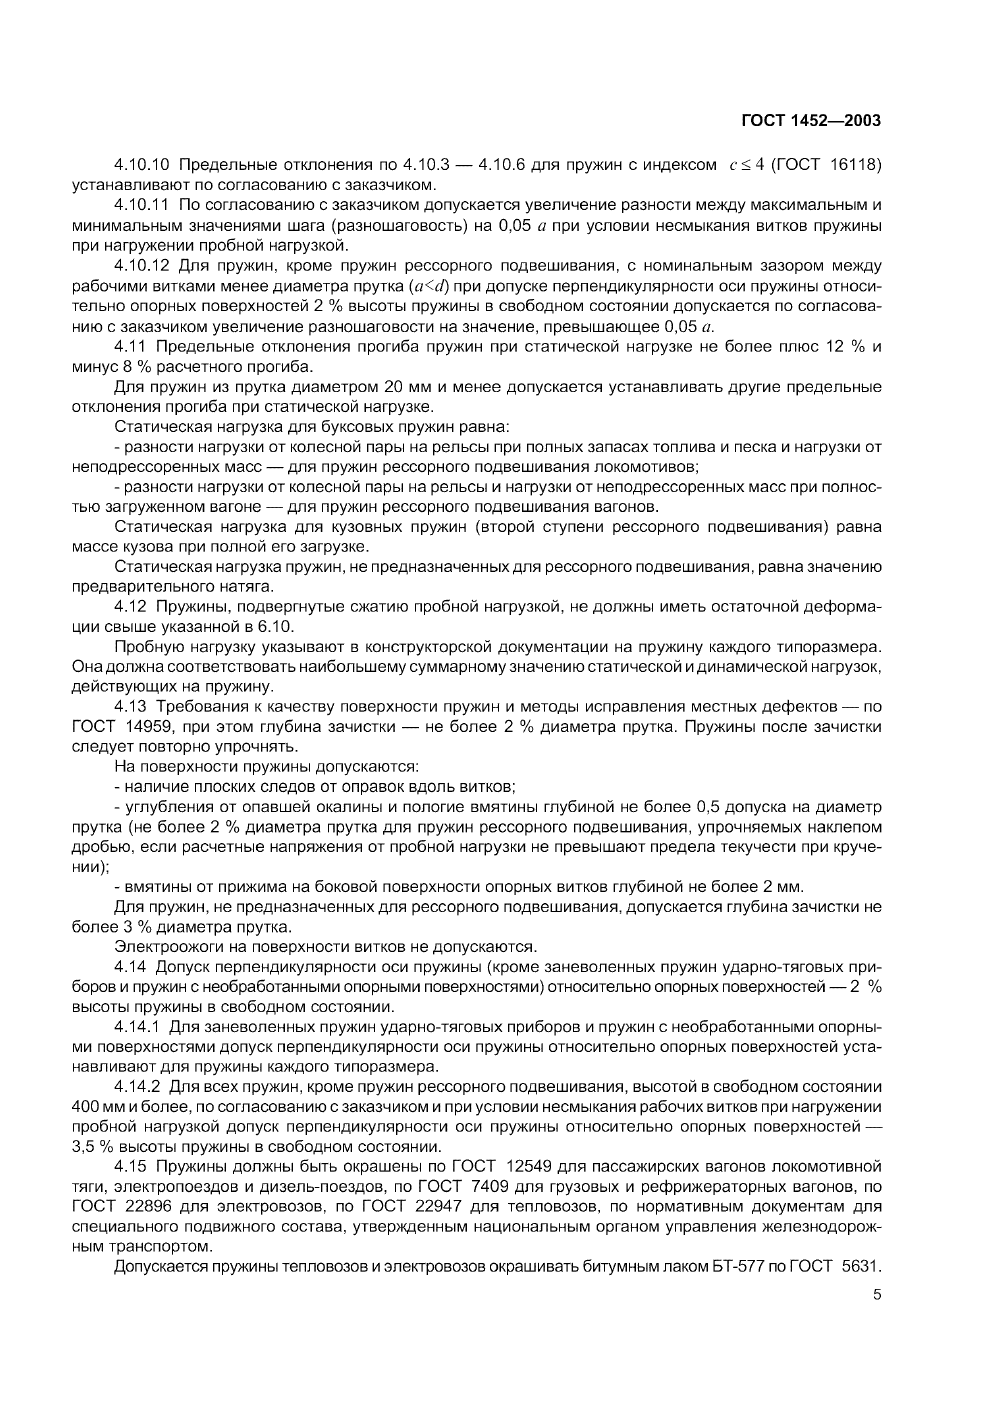 ГОСТ 1452—2003
4.10.10 Предельные отклонения по 4.10.3 — 4.10.6 для пружин с индексом c ≤ 4 (ГОСТ 16118)
устанавливают по согласованию с заказчиком.
4.10.11 По согласованию с заказчиком допускается увеличение разности между максимальным и
минимальным значениями шага (разношаговость) на 0,05 a при условии несмыкания витков пружины
при нагружении пробной нагрузкой.
4.10.12 Для пружин, кроме пружин рессорного подвешивания, с номинальным зазором между
рабочими витками менее диаметра прутка (a<d) при допуске перпендикулярности оси пружины относи-
тельно опорных поверхностей 2 % высоты пружины в свободном состоянии допускается по согласова-
нию с заказчиком увеличение разношаговости на значение, превышающее 0,05 a.
4.11 Предельные отклонения прогиба пружин при статической нагрузке не более плюс 12 % и
минус 8 % расчетного прогиба.
Для пружин из прутка диаметром 20 мм и менее допускается устанавливать другие предельные
отклонения прогиба при статической нагрузке.
Статическая нагрузка для буксовых пружин равна:
- разности нагрузки от колесной пары на рельсы при полных запасах топлива и песка и нагрузки от
неподрессоренных масс — для пружин рессорного подвешивания локомотивов;
- разности нагрузки от колесной пары на рельсы и нагрузки от неподрессоренных масс при полнос-
тью загруженном вагоне — для пружин рессорного подвешивания вагонов.
Статическая нагрузка для кузовных пружин (второй ступени рессорного подвешивания) равна
массе кузова при полной его загрузке.
Статическая нагрузка пружин, не предназначенных для рессорного подвешивания, равна значению
предварительного натяга.
4.12 Пружины, подвергнутые сжатию пробной нагрузкой, не должны иметь остаточной деформа-
ции свыше указанной в 6.10.
Пробную нагрузку указывают в конструкторской документации на пружину каждого типоразмера.
Она должна соответствовать наибольшему суммарному значению статической и динамической нагрузок,
действующих на пружину.
4.13 Требования к качеству поверхности пружин и методы исправления местных дефектов — по
ГОСТ 14959, при этом глубина зачистки — не более 2 % диаметра прутка. Пружины после зачистки
следует повторно упрочнять.
На поверхности пружины допускаются:
- наличие плоских следов от оправок вдоль витков;
- углубления от опавшей окалины и пологие вмятины глубиной не более 0,5 допуска на диаметр
прутка (не более 2 % диаметра прутка для пружин рессорного подвешивания, упрочняемых наклепом
дробью, если расчетные напряжения от пробной нагрузки не превышают предела текучести при круче-
нии);
- вмятины от прижима на боковой поверхности опорных витков глубиной не более 2 мм.
Для пружин, не предназначенных для рессорного подвешивания, допускается глубина зачистки не
более 3 % диаметра прутка.
Электроожоги на поверхности витков не допускаются.
4.14 Допуск перпендикулярности оси пружины (кроме заневоленных пружин ударно-тяговых при-
боров и пружин с необработанными опорными поверхностями) относительно опорных поверхностей — 2 %
высоты пружины в свободном состоянии.
4.14.1 Для заневоленных пружин ударно-тяговых приборов и пружин с необработанными опорны-
ми поверхностями допуск перпендикулярности оси пружины относительно опорных поверхностей уста-
навливают для пружины каждого типоразмера.
4.14.2 Для всех пружин, кроме пружин рессорного подвешивания, высотой в свободном состоянии
400 мм и более, по согласованию с заказчиком и при условии несмыкания рабочих витков при нагружении
пробной нагрузкой допуск перпендикулярности оси пружины относительно опорных поверхностей —
3,5 % высоты пружины в свободном состоянии.
4.15 Пружины должны быть окрашены по ГОСТ 12549 для пассажирских вагонов локомотивной
тяги, электропоездов и дизель-поездов, по ГОСТ 7409 для грузовых и рефрижераторных вагонов, по
ГОСТ 22896 для электровозов, по ГОСТ 22947 для тепловозов, по нормативным документам для
специального подвижного состава, утвержденным национальным органом управления железнодорож-
ным транспортом.
Допускается пружины тепловозов и электровозов окрашивать битумным лаком БТ-577 по ГОСТ 5631.
5